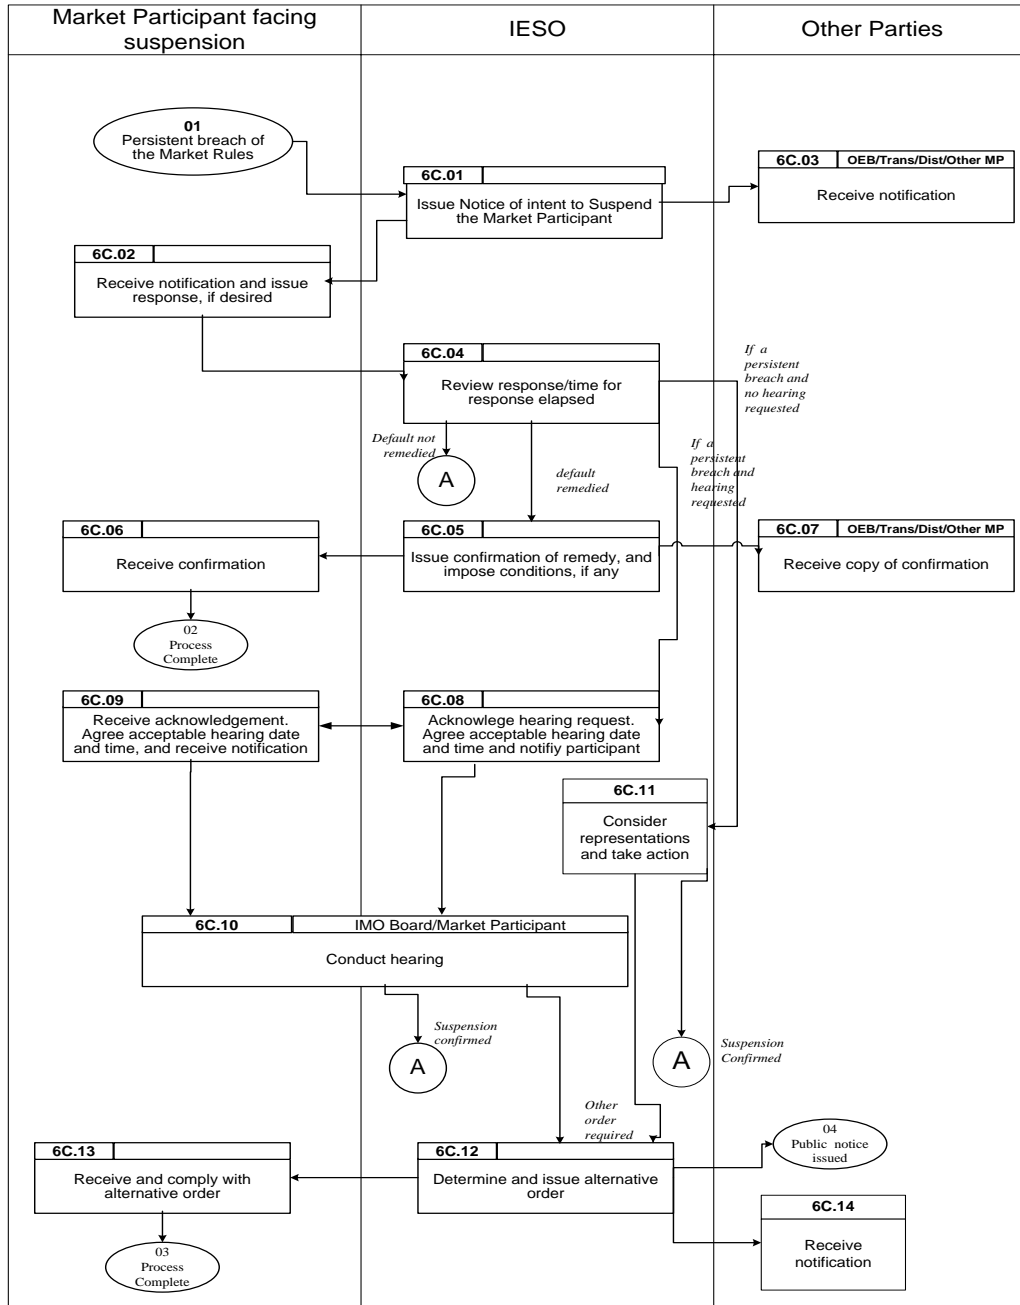 Market Participant facing
suspension
IESO
Other Parties
01
Persistent breach of
the Market Rules
6C.01
Issue Notice of intent to Suspend
the Market Participant
6C.03
OEB/Trans/Dist/Other MP
Receive notification
6C.02
Receive notification and issue
response, if desired
6C.04
Review response/time for
response elapsed
If a
persistent
breach and
no hearing
requested
Default not
remedied
A
default
remedied
If a
persistent
breach and
hearing
requested
6C.06
Receive confirmation
6C.05
Issue confirmation of remedy, and
impose conditions, if any
6C.07
OEB/Trans/Dist/Other MP
Receive copy of confirmation
02
Process
Complete
6C.09
Receive acknowledgement.
Agree acceptable hearing date
and time, and receive notification
6C.08
Acknowlege hearing request.
Agree acceptable hearing date
and time and notifiy participant
6C.11
Consider
representations
and take action
6C.10
IMO Board/Market Participant
Conduct hearing
Suspension
confirmed
A
A
Suspension
Confirmed
Other
order
required
6C.13
Receive and comply with
alternative order
6C.12
Determine and issue alternative
order
04
Public notice
issued
6C.14
Receive
notification
03
Process
Complete